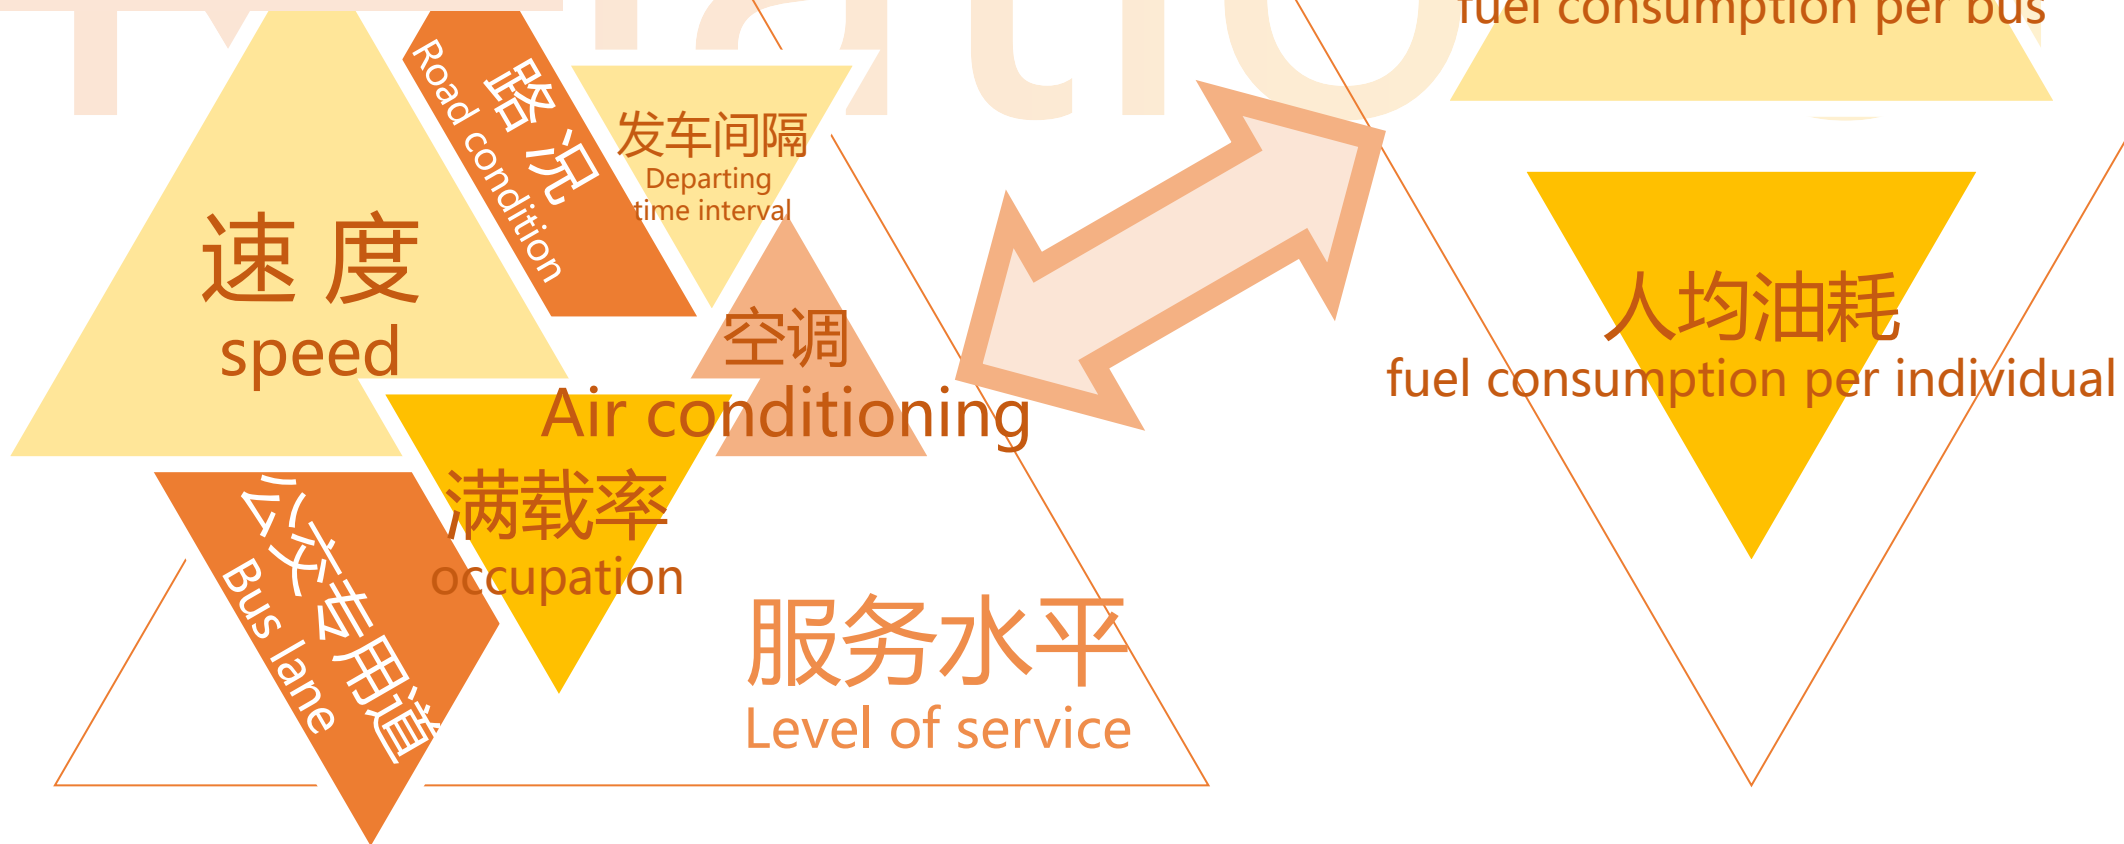 fuel consumption per bus
路况
Road condition
发车间隔
Departing
time interval
速度
speed
空调
Air conditioning
人均油耗
fuel consumption per individual
满载率
occupation
公交专用道
Bus lane
服务水平
Level of service